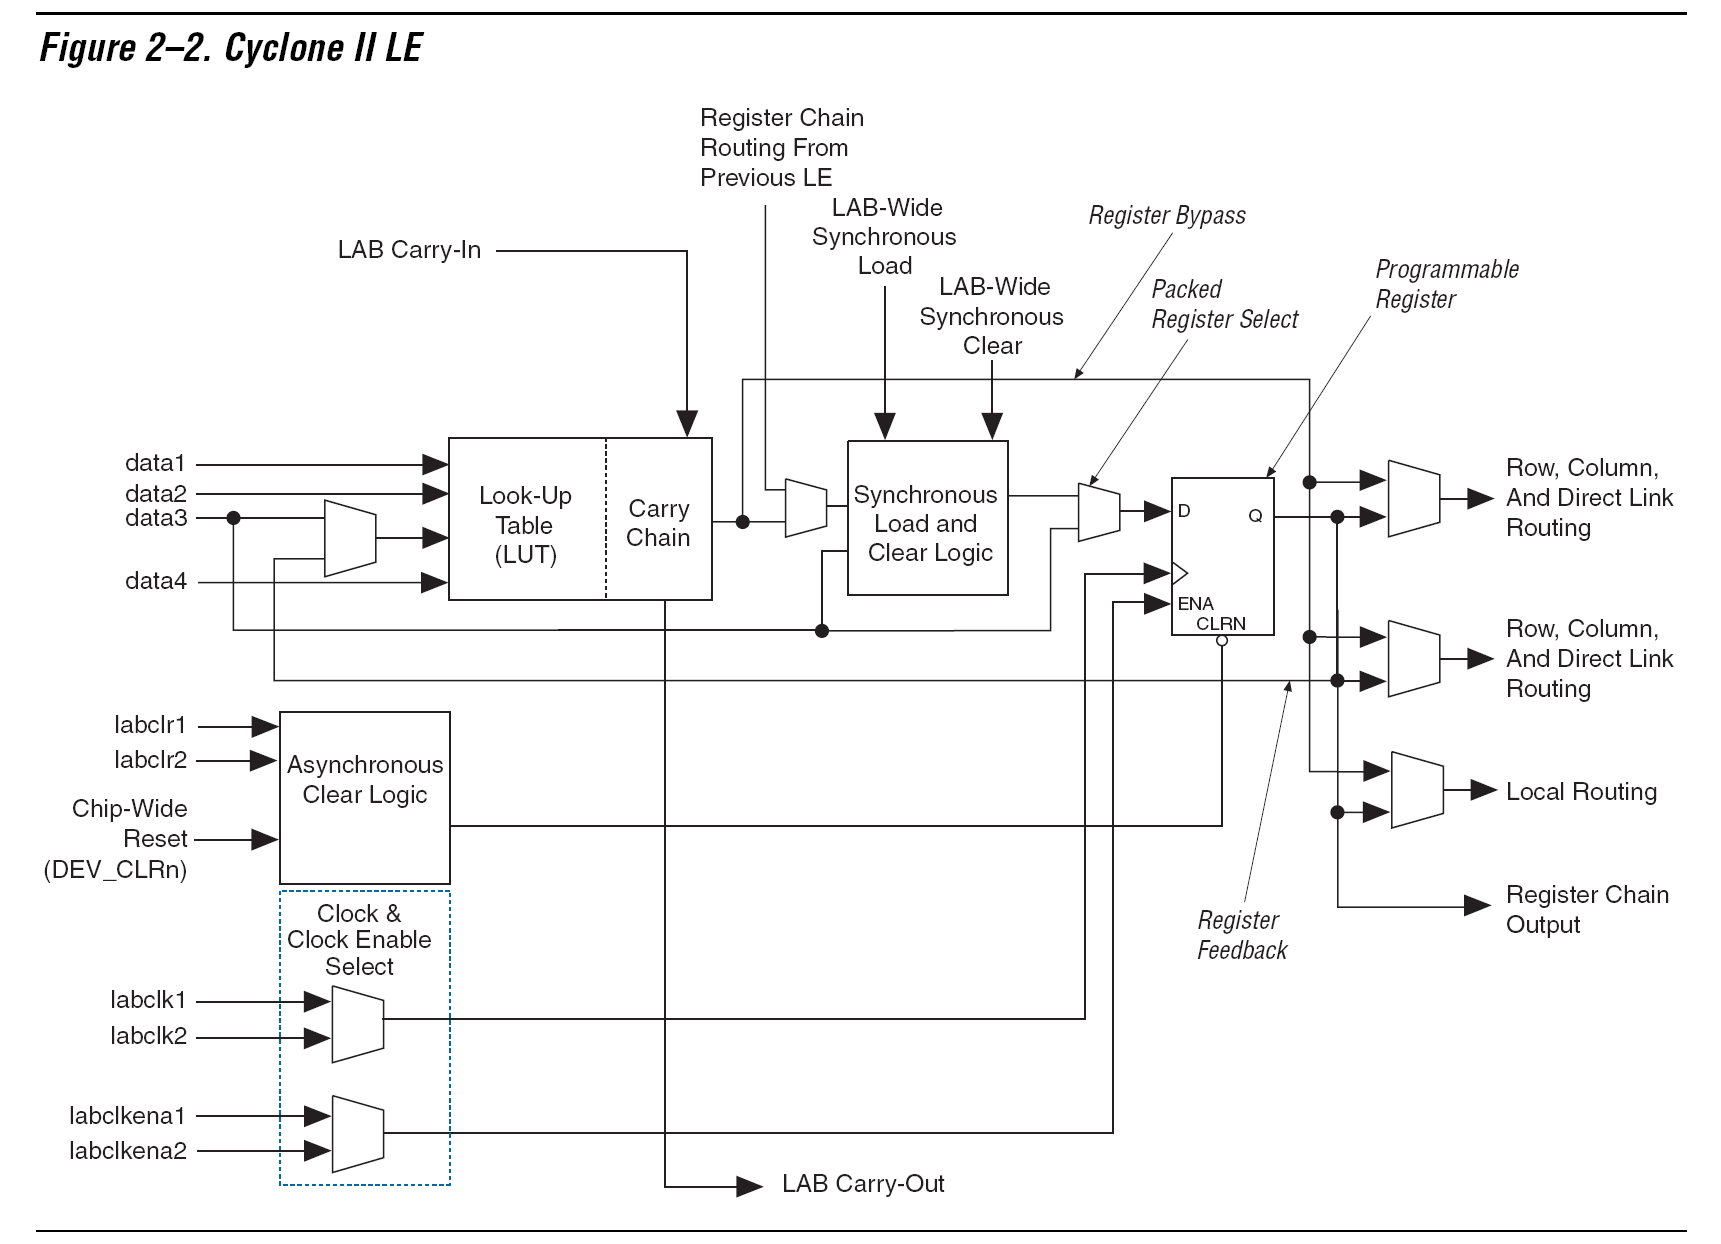 Figure 2–2. Cyclone II LE
Register Chain
Routing From
Previous LE
LAB-Wide
Synchronous
Load
LAB-Wide
Synchronous
Clear
LAB Carry-In
Register Bypass
Packed
Register Select
Programmable
Register
data1
data2
data3
data4
Look-Up
Table
(LUT)
Carry
Chain
Synchronous
Load and
Clear Logic
D
Q
ENA
CLRN
Row, Column,
And Direct Link
Routing
Row, Column,
And Direct Link
Routing
Local Routing
Register Chain
Output
Register
Feedback
labclr1
labclr2
Chip-Wide
Reset
(DEV_CLRn)
Asynchronous
Clear Logic
Clock &
Clock Enable
Select
labclk1
labclk2
labclkena1
labclkena2
LAB Carry-Out